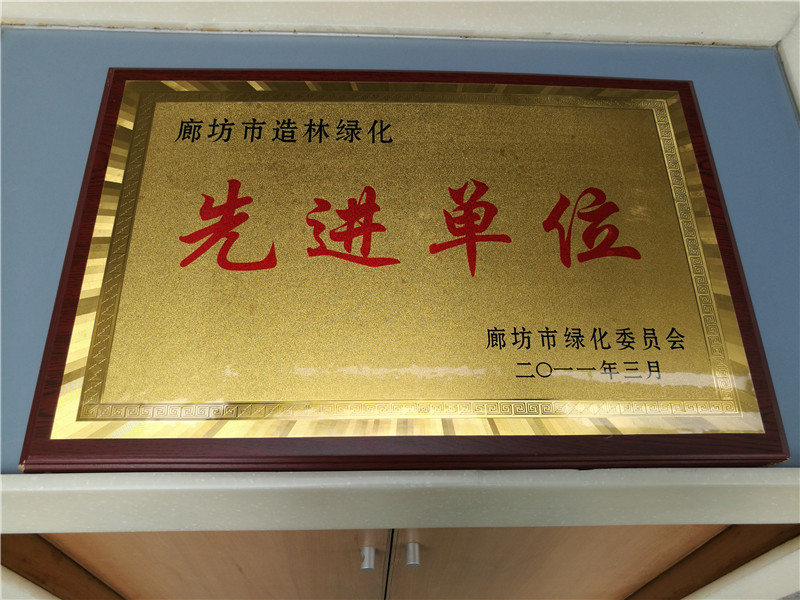 廊坊市造林绿化
先进单位
廊坊市绿化委员会
二〇一一年三月